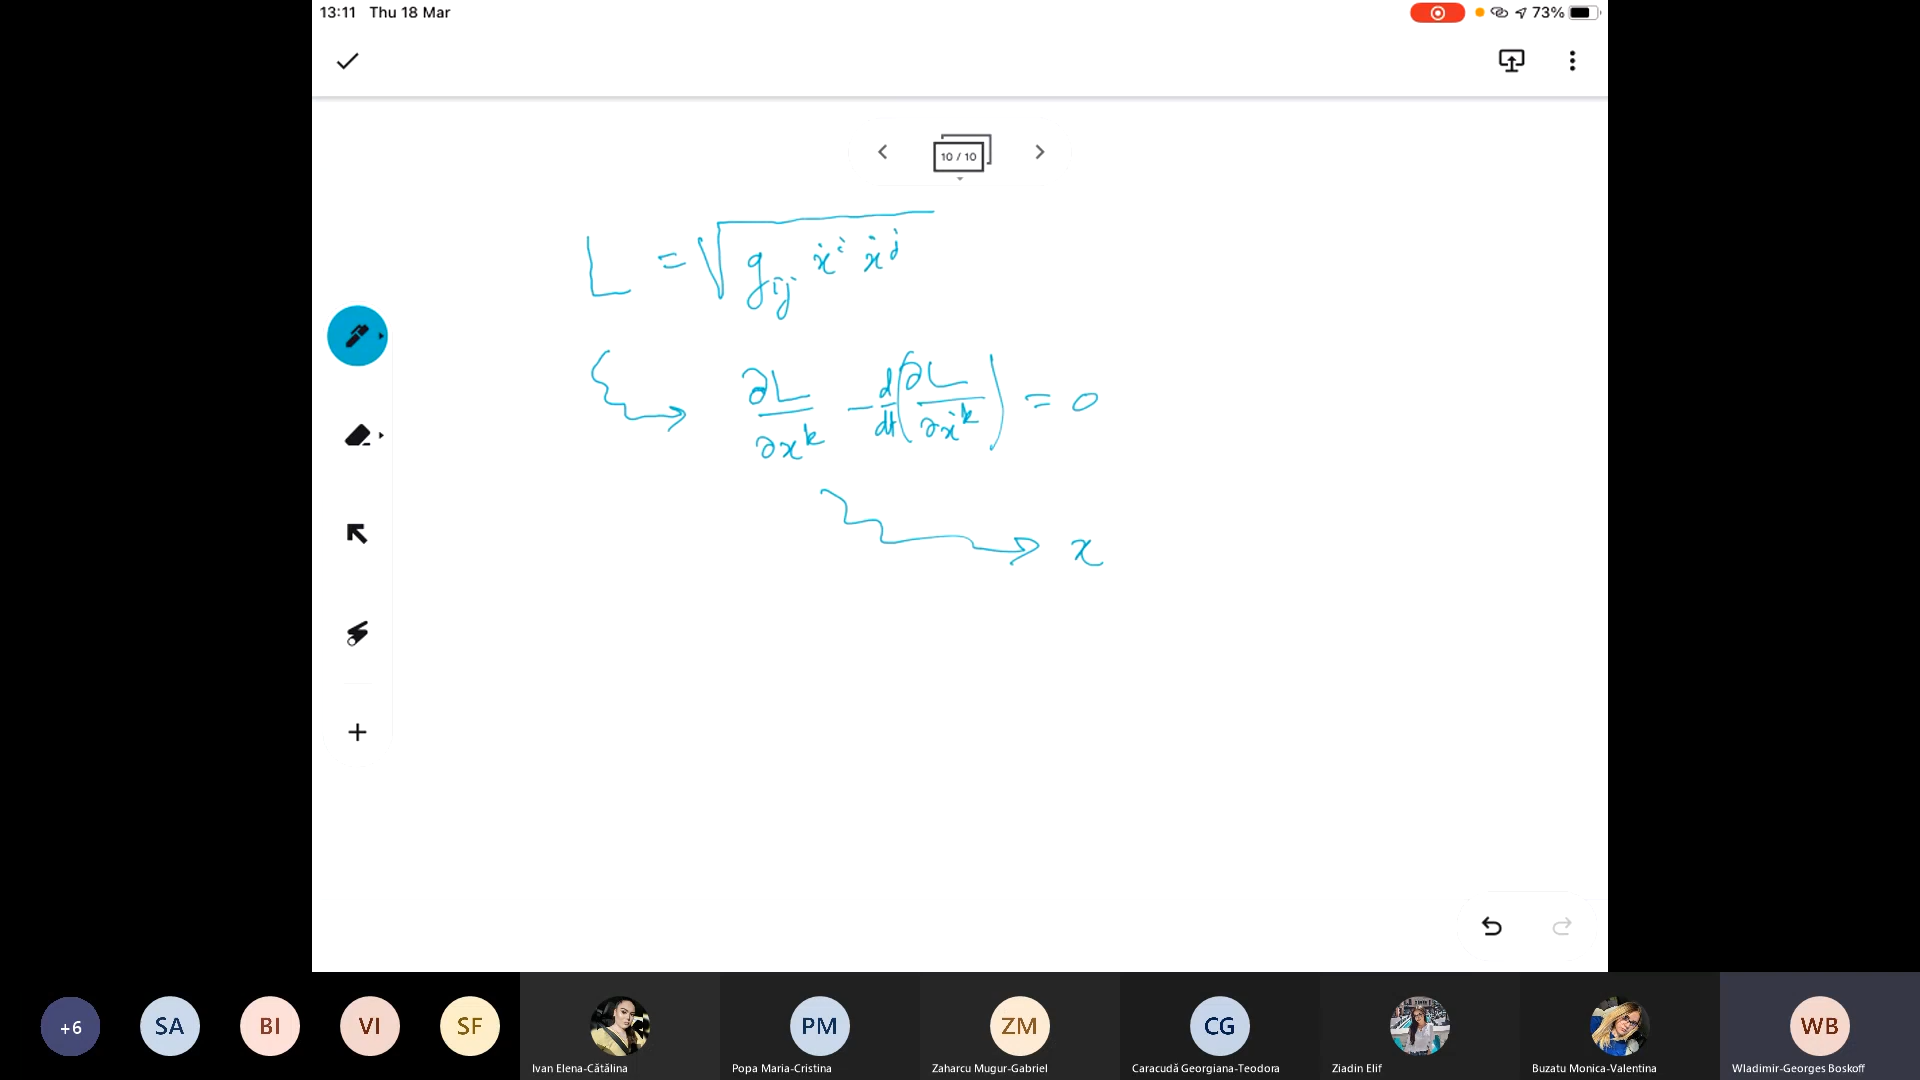 13:11 Thu 18 Mar 73%
10 / 10
L = √(g_ij ẋ^i ẋ^j)
∂L/∂x^k − d/dt (∂L/∂ẋ^k) = 0
x
+6 SA BI VI SF PM ZM CG WB
Ivan Elena-Cătălina Popa Maria-Cristina Zaharcu Mugur-Gabriel Caracudă Georgiana-Teodora Ziadin Elif Buzatu Monica-Valentina Wladimir-Georges Boskoff